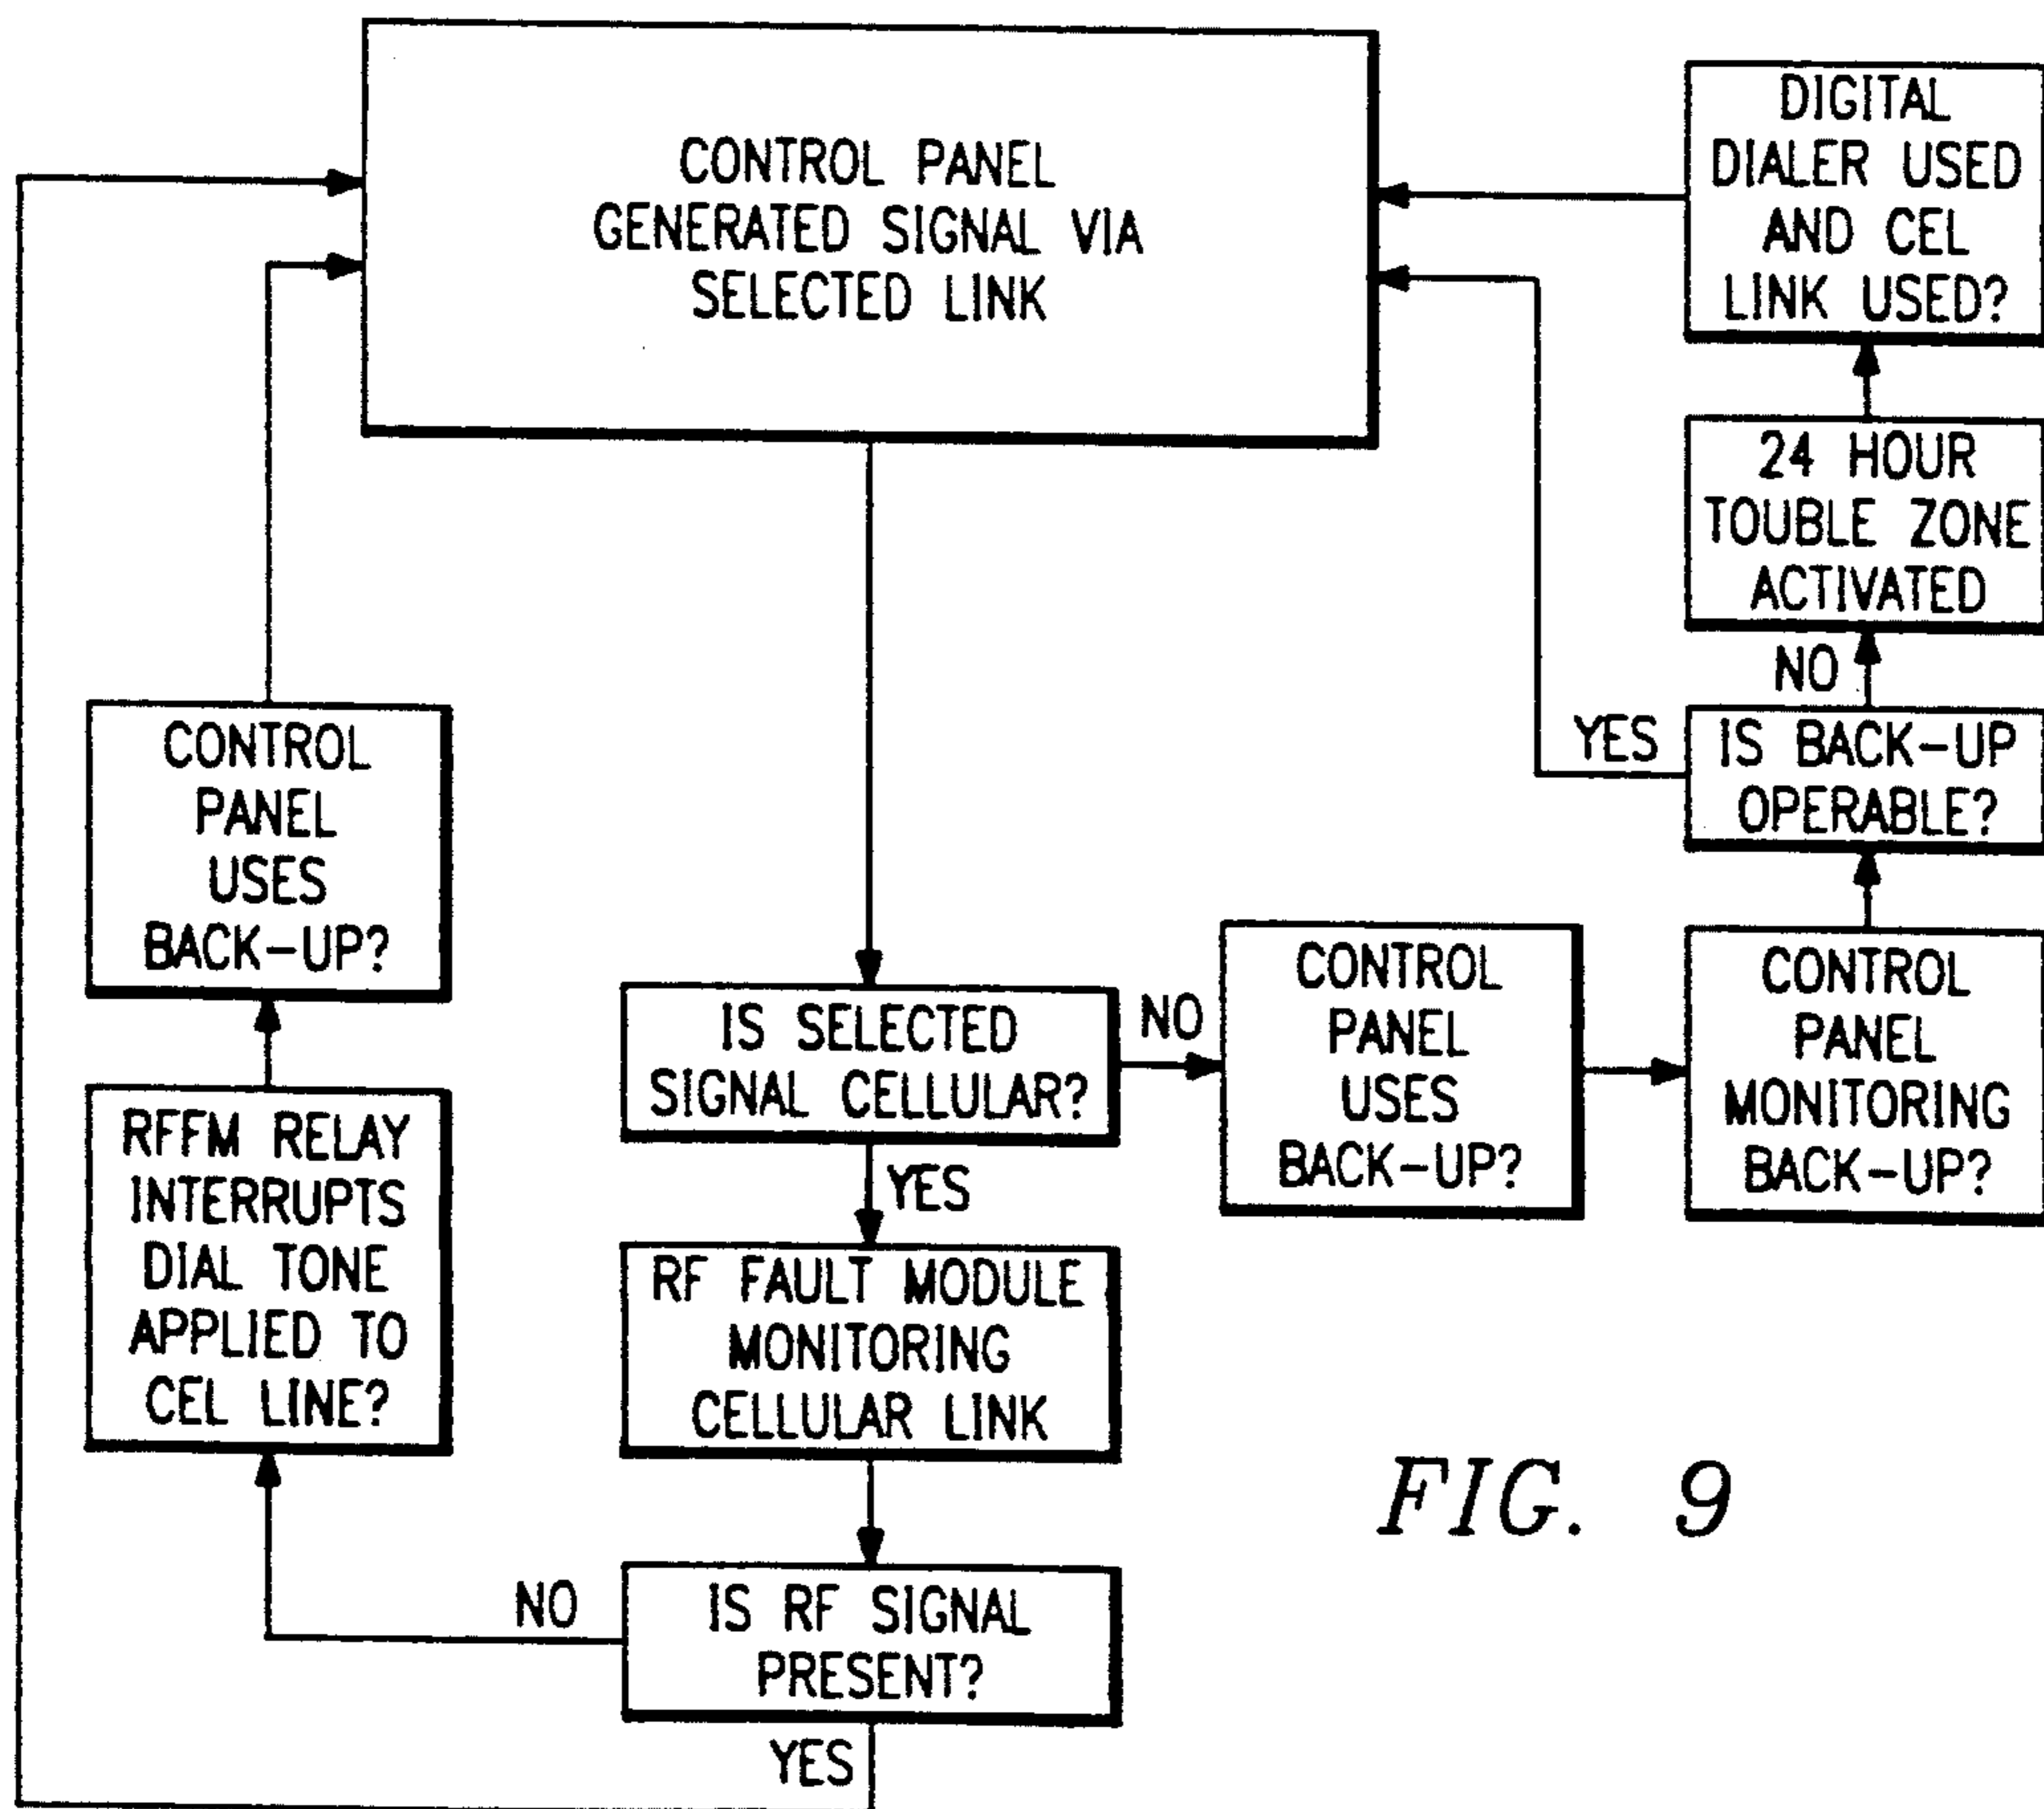 CONTROL PANEL
GENERATED SIGNAL VIA
SELECTED LINK
DIGITAL
DIALER USED
AND CEL
LINK USED?
24 HOUR
TOUBLE ZONE
ACTIVATED
NO
YES
IS BACK-UP
OPERABLE?
CONTROL
PANEL
USES
BACK-UP?
IS SELECTED
SIGNAL CELLULAR?
NO
CONTROL
PANEL
USES
BACK-UP?
CONTROL
PANEL
MONITORING
BACK-UP?
YES
RFFM RELAY
INTERRUPTS
DIAL TONE
APPLIED TO
CEL LINE?
RF FAULT MODULE
MONITORING
CELLULAR LINK
NO
IS RF SIGNAL
PRESENT?
YES
FIG. 9